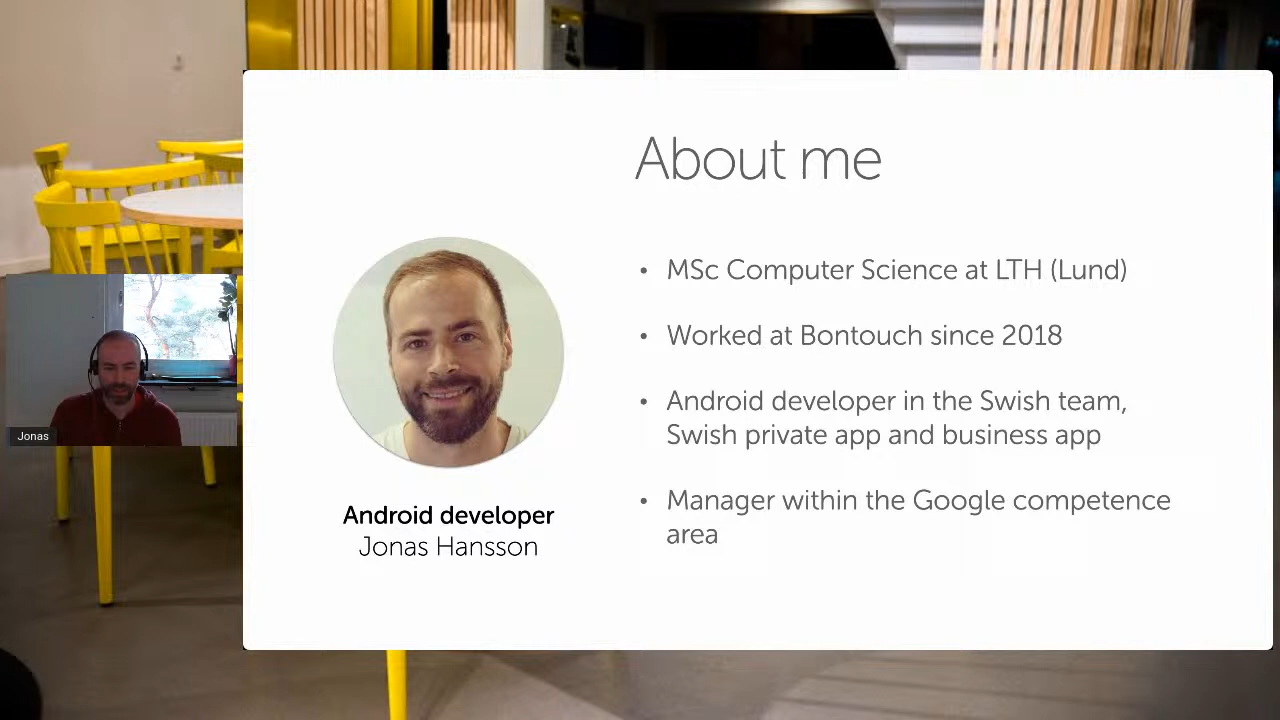 About me
Jonas
Android developer
Jonas Hansson
• MSc Computer Science at LTH (Lund)
• Worked at Bontouch since 2018
• Android developer in the Swish team,
Swish private app and business app
• Manager within the Google competence
area